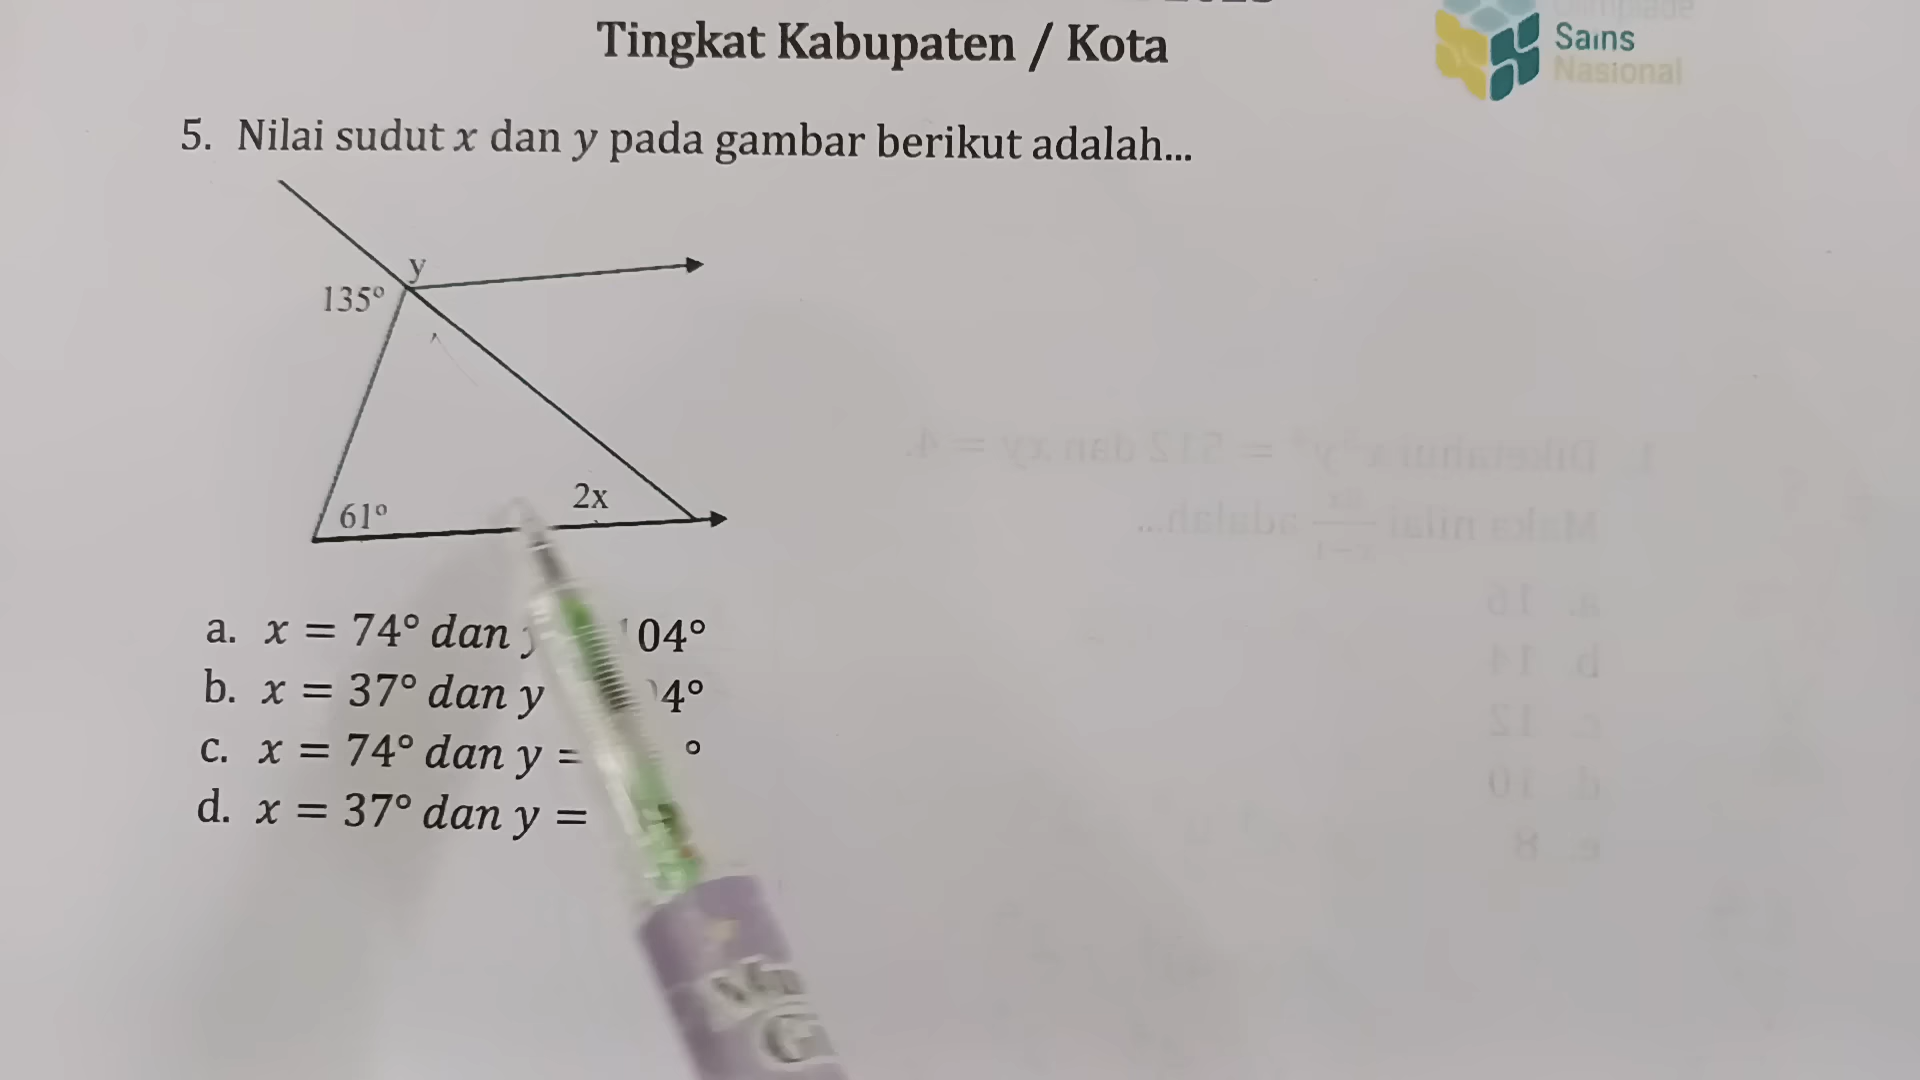 Tingkat Kabupaten / Kota
Sains
Nasional
5. Nilai sudut x dan y pada gambar berikut adalah...
y
135°
61°
2x
a. x = 74° dan 04°
b. x = 37° dan y 4°
c. x = 74° dan y = °
d. x = 37° dan y =